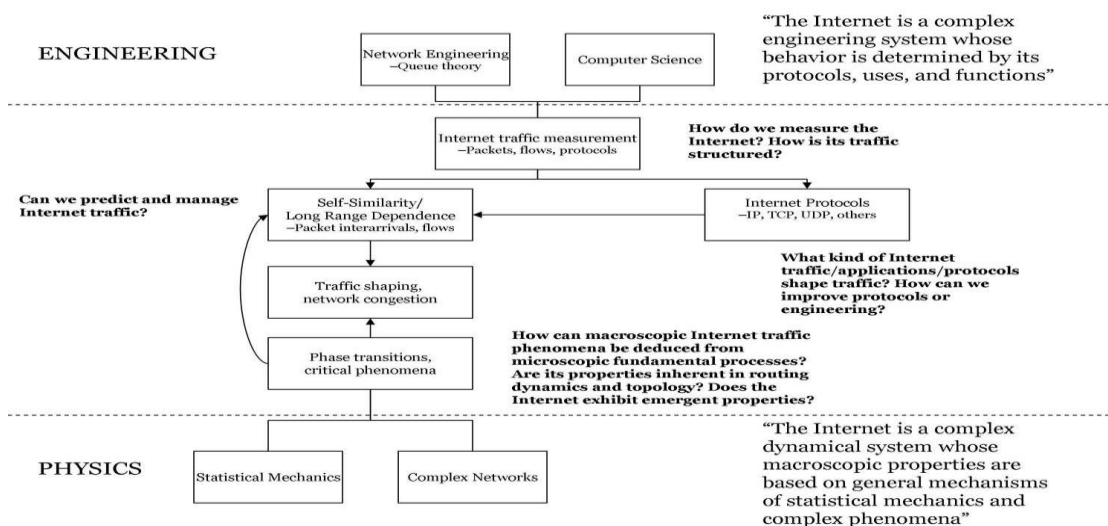 ENGINEERING
Network Engineering
–Queue theory
Computer Science
“The Internet is a complex
engineering system whose
behavior is determined by its
protocols, uses, and functions”
Internet traffic measurement
–Packets, flows, protocols
How do we measure the
Internet? How is its traffic
structured?
Can we predict and manage
Internet traffic?
Self-Similarity/
Long Range Dependence
–Packet interarrivals, flows
Internet Protocols
–IP, TCP, UDP, others
What kind of Internet
traffic/applications/protocols
shape traffic? How can we
improve protocols or
engineering?
Traffic shaping,
network congestion
Phase transitions,
critical phenomena
How can macroscopic Internet traffic
phenomena be deduced from
microscopic fundamental processes?
Are its properties inherent in routing
dynamics and topology? Does the
Internet exhibit emergent properties?
PHYSICS
Statistical Mechanics
Complex Networks
“The Internet is a complex
dynamical system whose
macroscopic properties are
based on general mechanisms
of statistical mechanics and
complex phenomena”